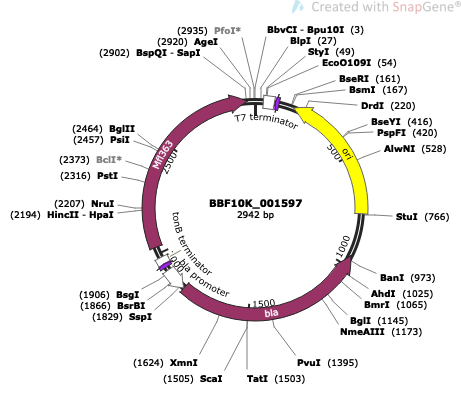 Created with SnapGene®
(2935) PfoI*
(2920) AgeI
(2902) BspQI - SapI
BbvCI - Bpu10I (3)
BlpI (27)
StyI (49)
EcoO109I (54)
BseRI (161)
BsmI (167)
DrdI (220)
BseYI (416)
PspFI (420)
AlwNI (528)
StuI (766)
BanI (973)
AhdI (1025)
BmrI (1065)
BglI (1145)
NmeAIII (1173)
PvuI (1395)
TatI (1503)
(1505) ScaI
(1624) XmnI
(1829) SspI
(1866) BsrBI
(1906) BsgI
(2194) HincII - HpaI
(2207) NruI
(2316) PstI
(2373) BclI*
(2457) PsiI
(2464) BglII
T7 terminator
ori
500
1000
bla
1500
bla promoter
tonB terminator
Mfl363
2500
BBF10K_001597
2942 bp